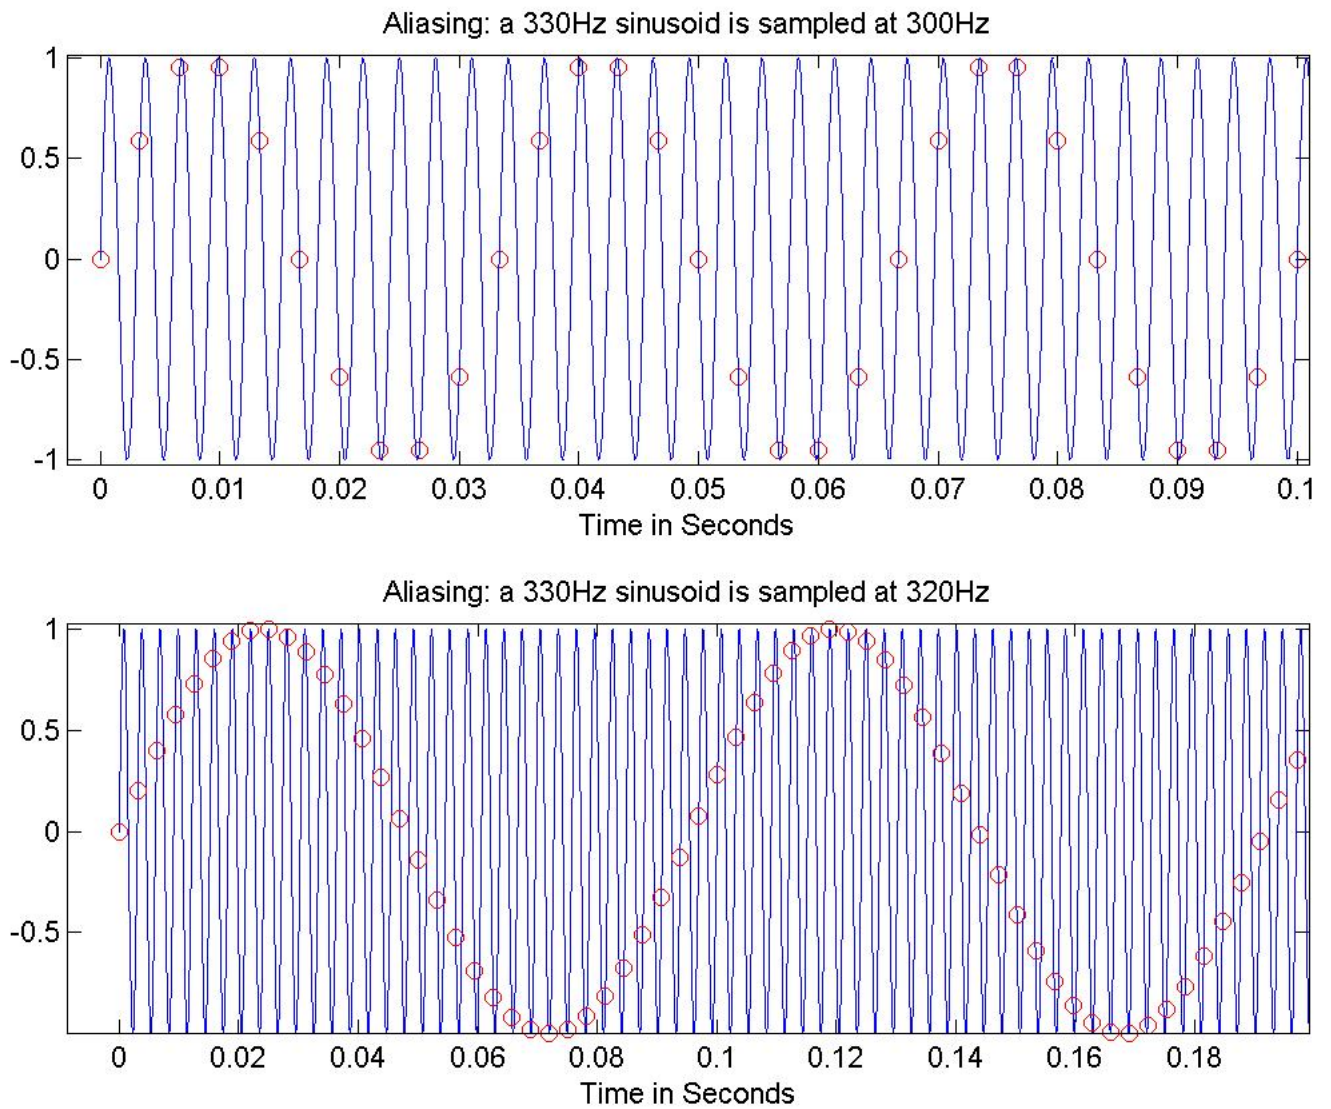 Aliasing: a 330Hz sinusoid is sampled at 300Hz
1
0.5
0
-0.5
-1
0 0.01 0.02 0.03 0.04 0.05 0.06 0.07 0.08 0.09 0.1
Time in Seconds
Aliasing: a 330Hz sinusoid is sampled at 320Hz
1
0.5
0
-0.5
0 0.02 0.04 0.06 0.08 0.1 0.12 0.14 0.16 0.18
Time in Seconds